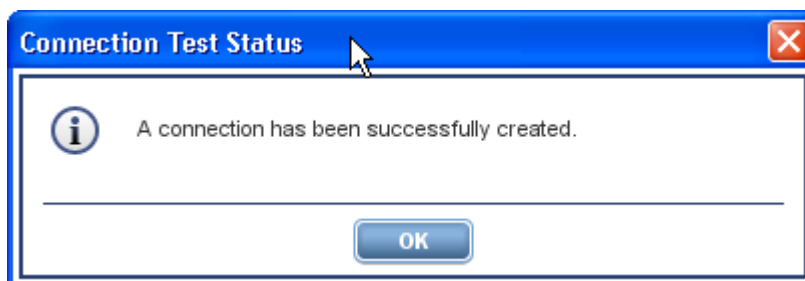 Connection Test Status
A connection has been successfully created.
OK